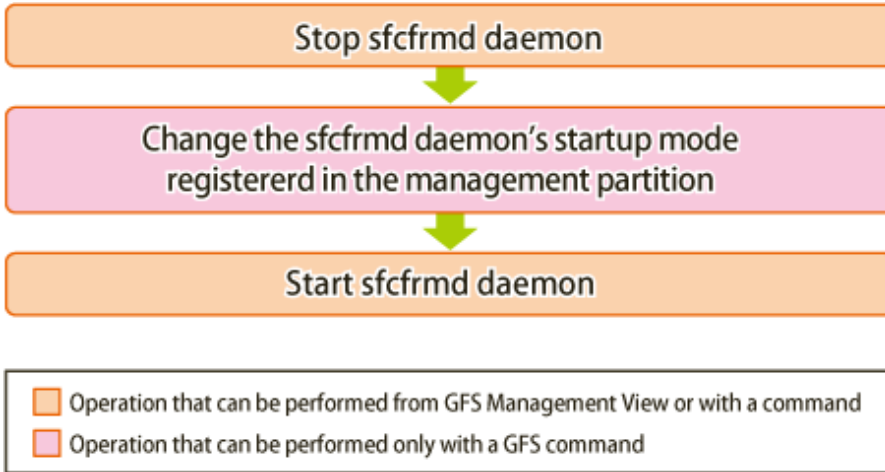 Stop sfcfrmd daemon
Change the sfcfrmd daemon's startup mode
registererd in the management partition
Start sfcfrmd daemon
Operation that can be performed from GFS Management View or with a command
Operation that can be performed only with a GFS command